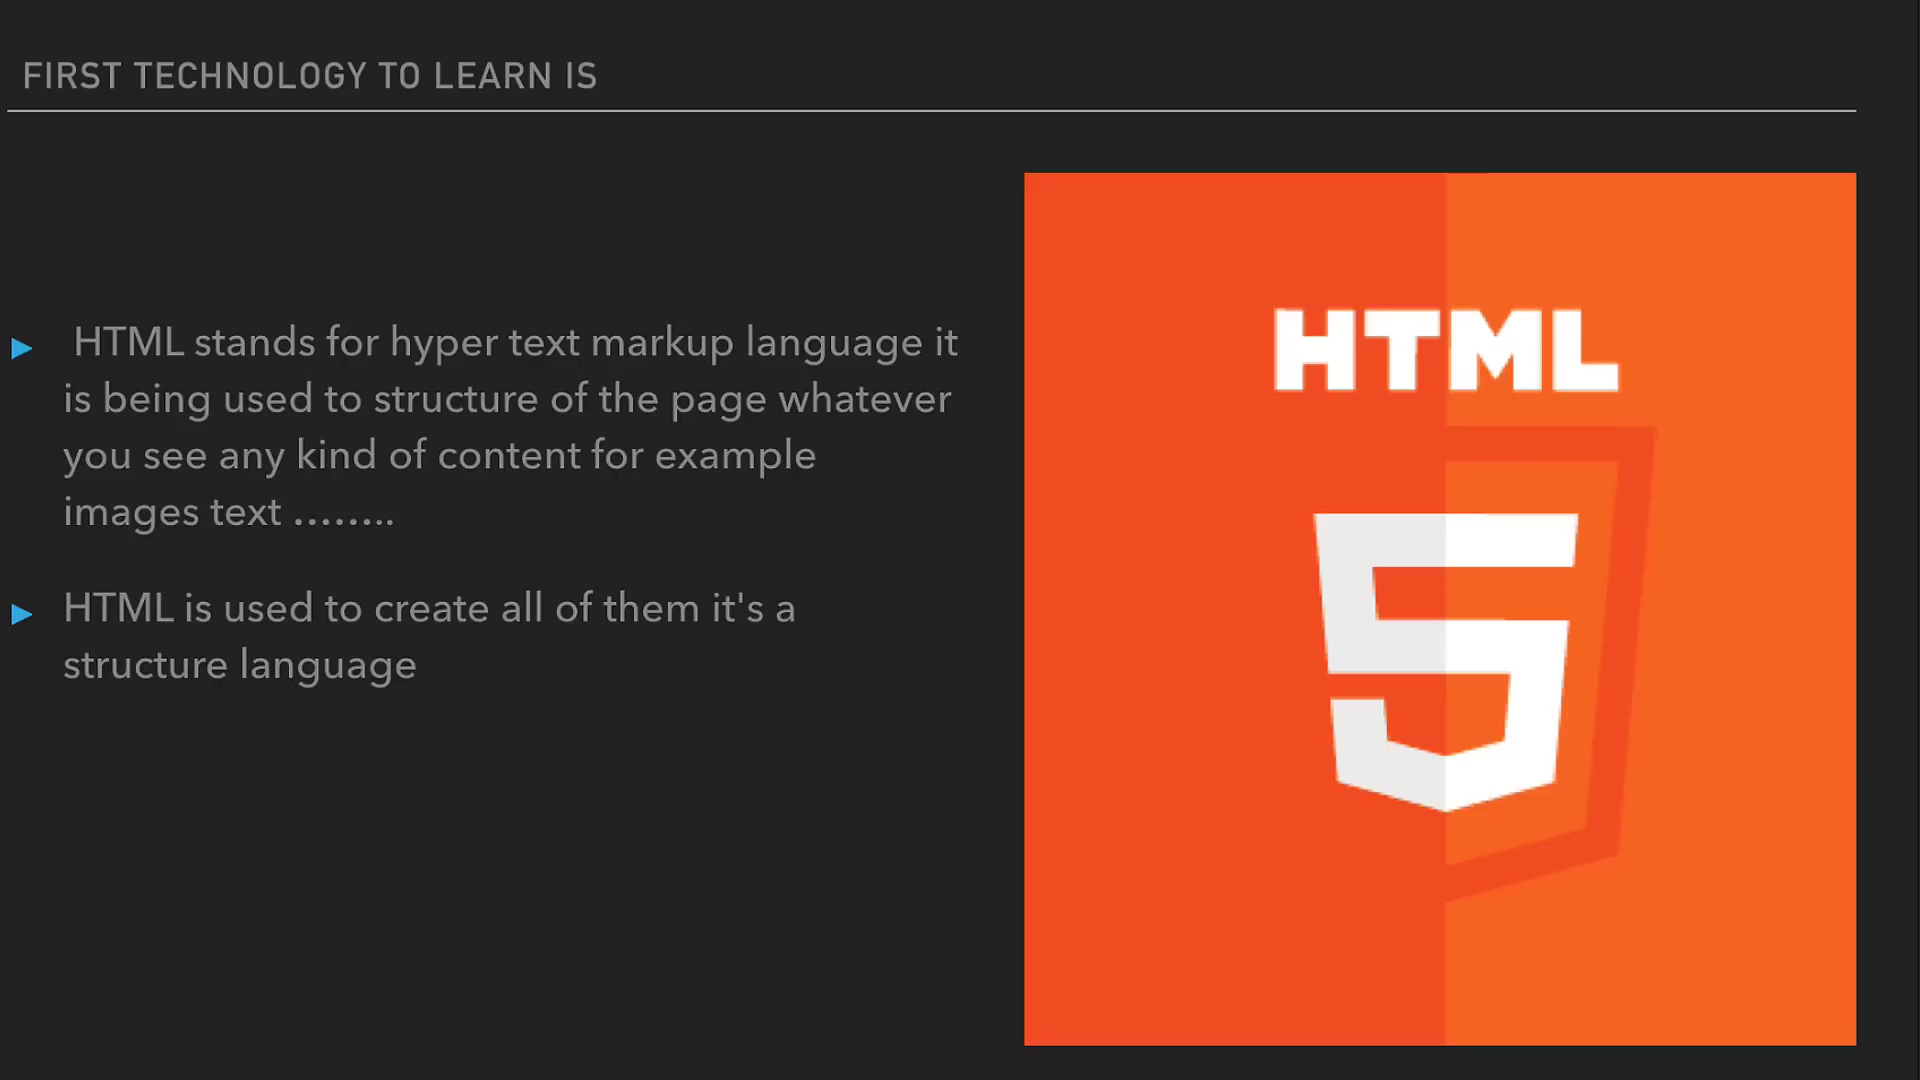 FIRST TECHNOLOGY TO LEARN IS
HTML stands for hyper text markup language it
is being used to structure of the page whatever
you see any kind of content for example
images text ........
HTML is used to create all of them it's a
structure language
HTML
5